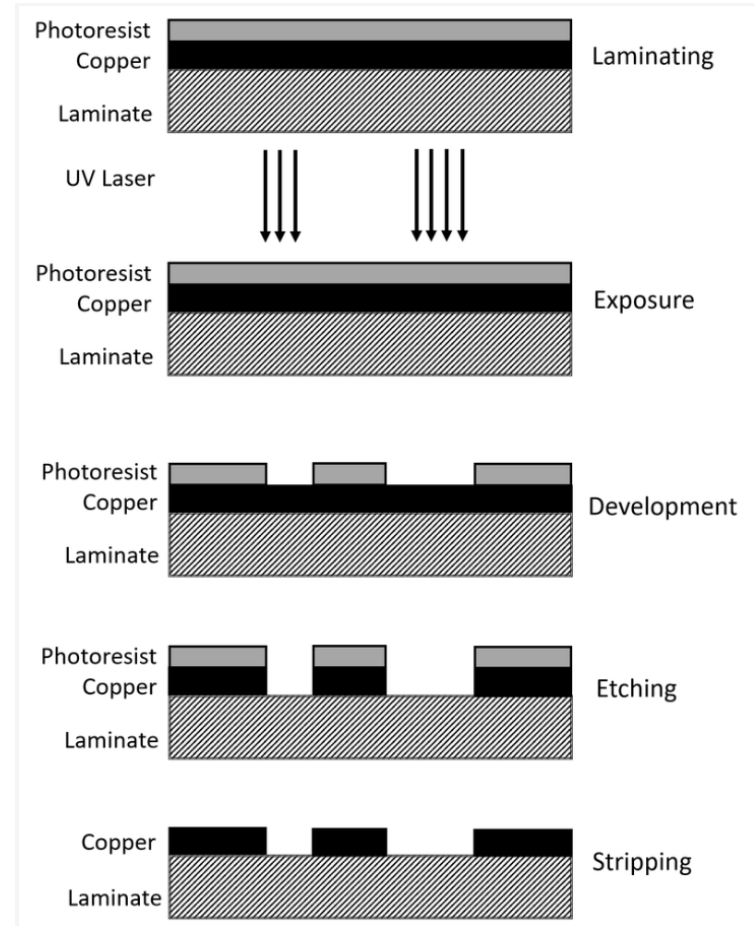 Photoresist
Copper
Laminating
Laminate
UV Laser
Photoresist
Copper
Exposure
Laminate
Photoresist
Copper
Development
Laminate
Photoresist
Copper
Etching
Laminate
Copper
Stripping
Laminate